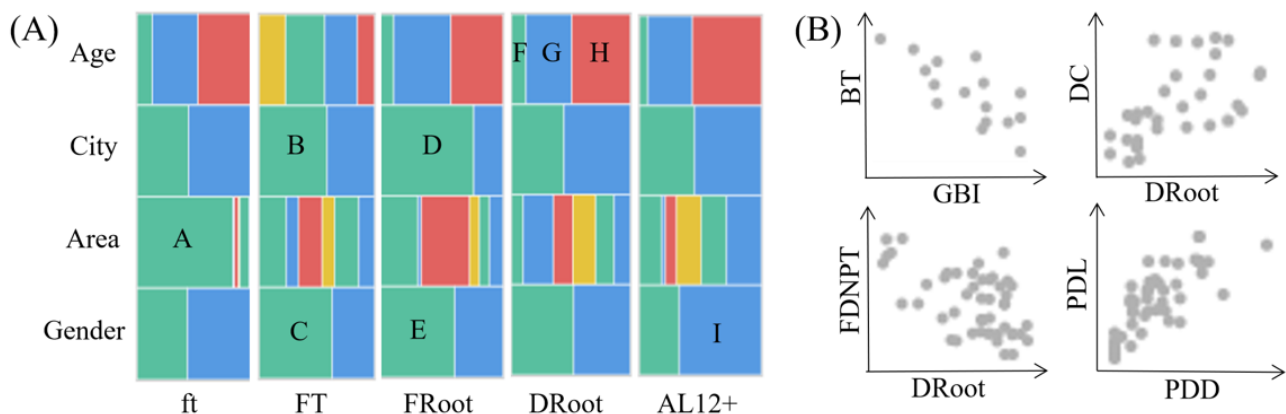 (A)
Age
F G H
City
B D
Area
A
Gender
C E I
ft FT FRoot DRoot AL12+
(B)
BT
GBI
DC
DRoot
FDNPT
DRoot
PDL
PDD